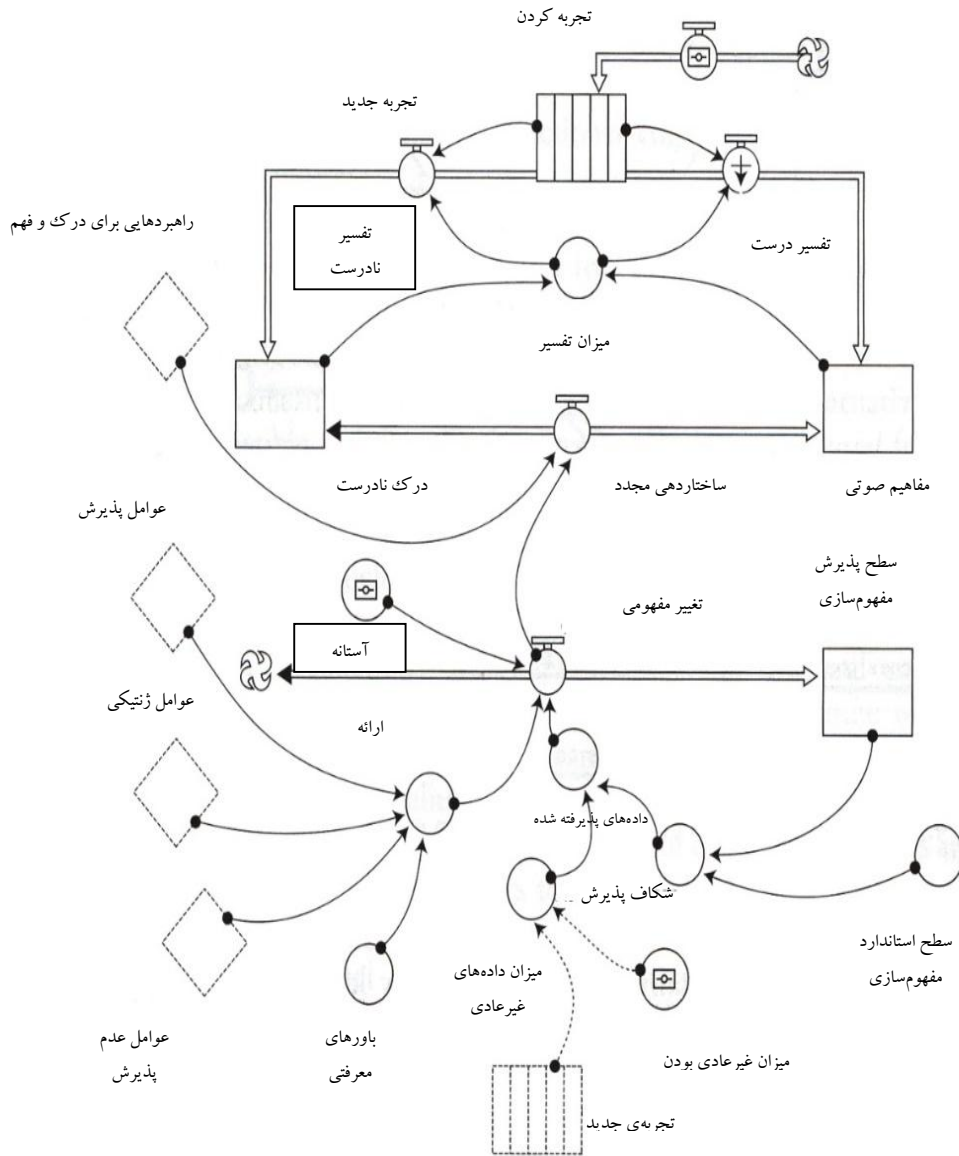 تجربه کردن
تجربه جدید
راهبردهایی برای درک و فهم
تفسیر
نادرست
تفسیر درست
میزان تفسیر
درک نادرست
ساختاردهی مجدد
مفاهیم صوتی
عوامل پذیرش
سطح پذیرش
مفهوم‌سازی
تغییر مفهومی
آستانه
عوامل ژنتیکی
ارائه
داده‌های پذیرفته شده
شکاف پذیرش
سطح استاندارد
مفهوم‌سازی
میزان داده‌های
غیرعادی
عوامل عدم
پذیرش
باورهای
معرفتی
میزان غیرعادی بودن
تجربه‌ی جدید